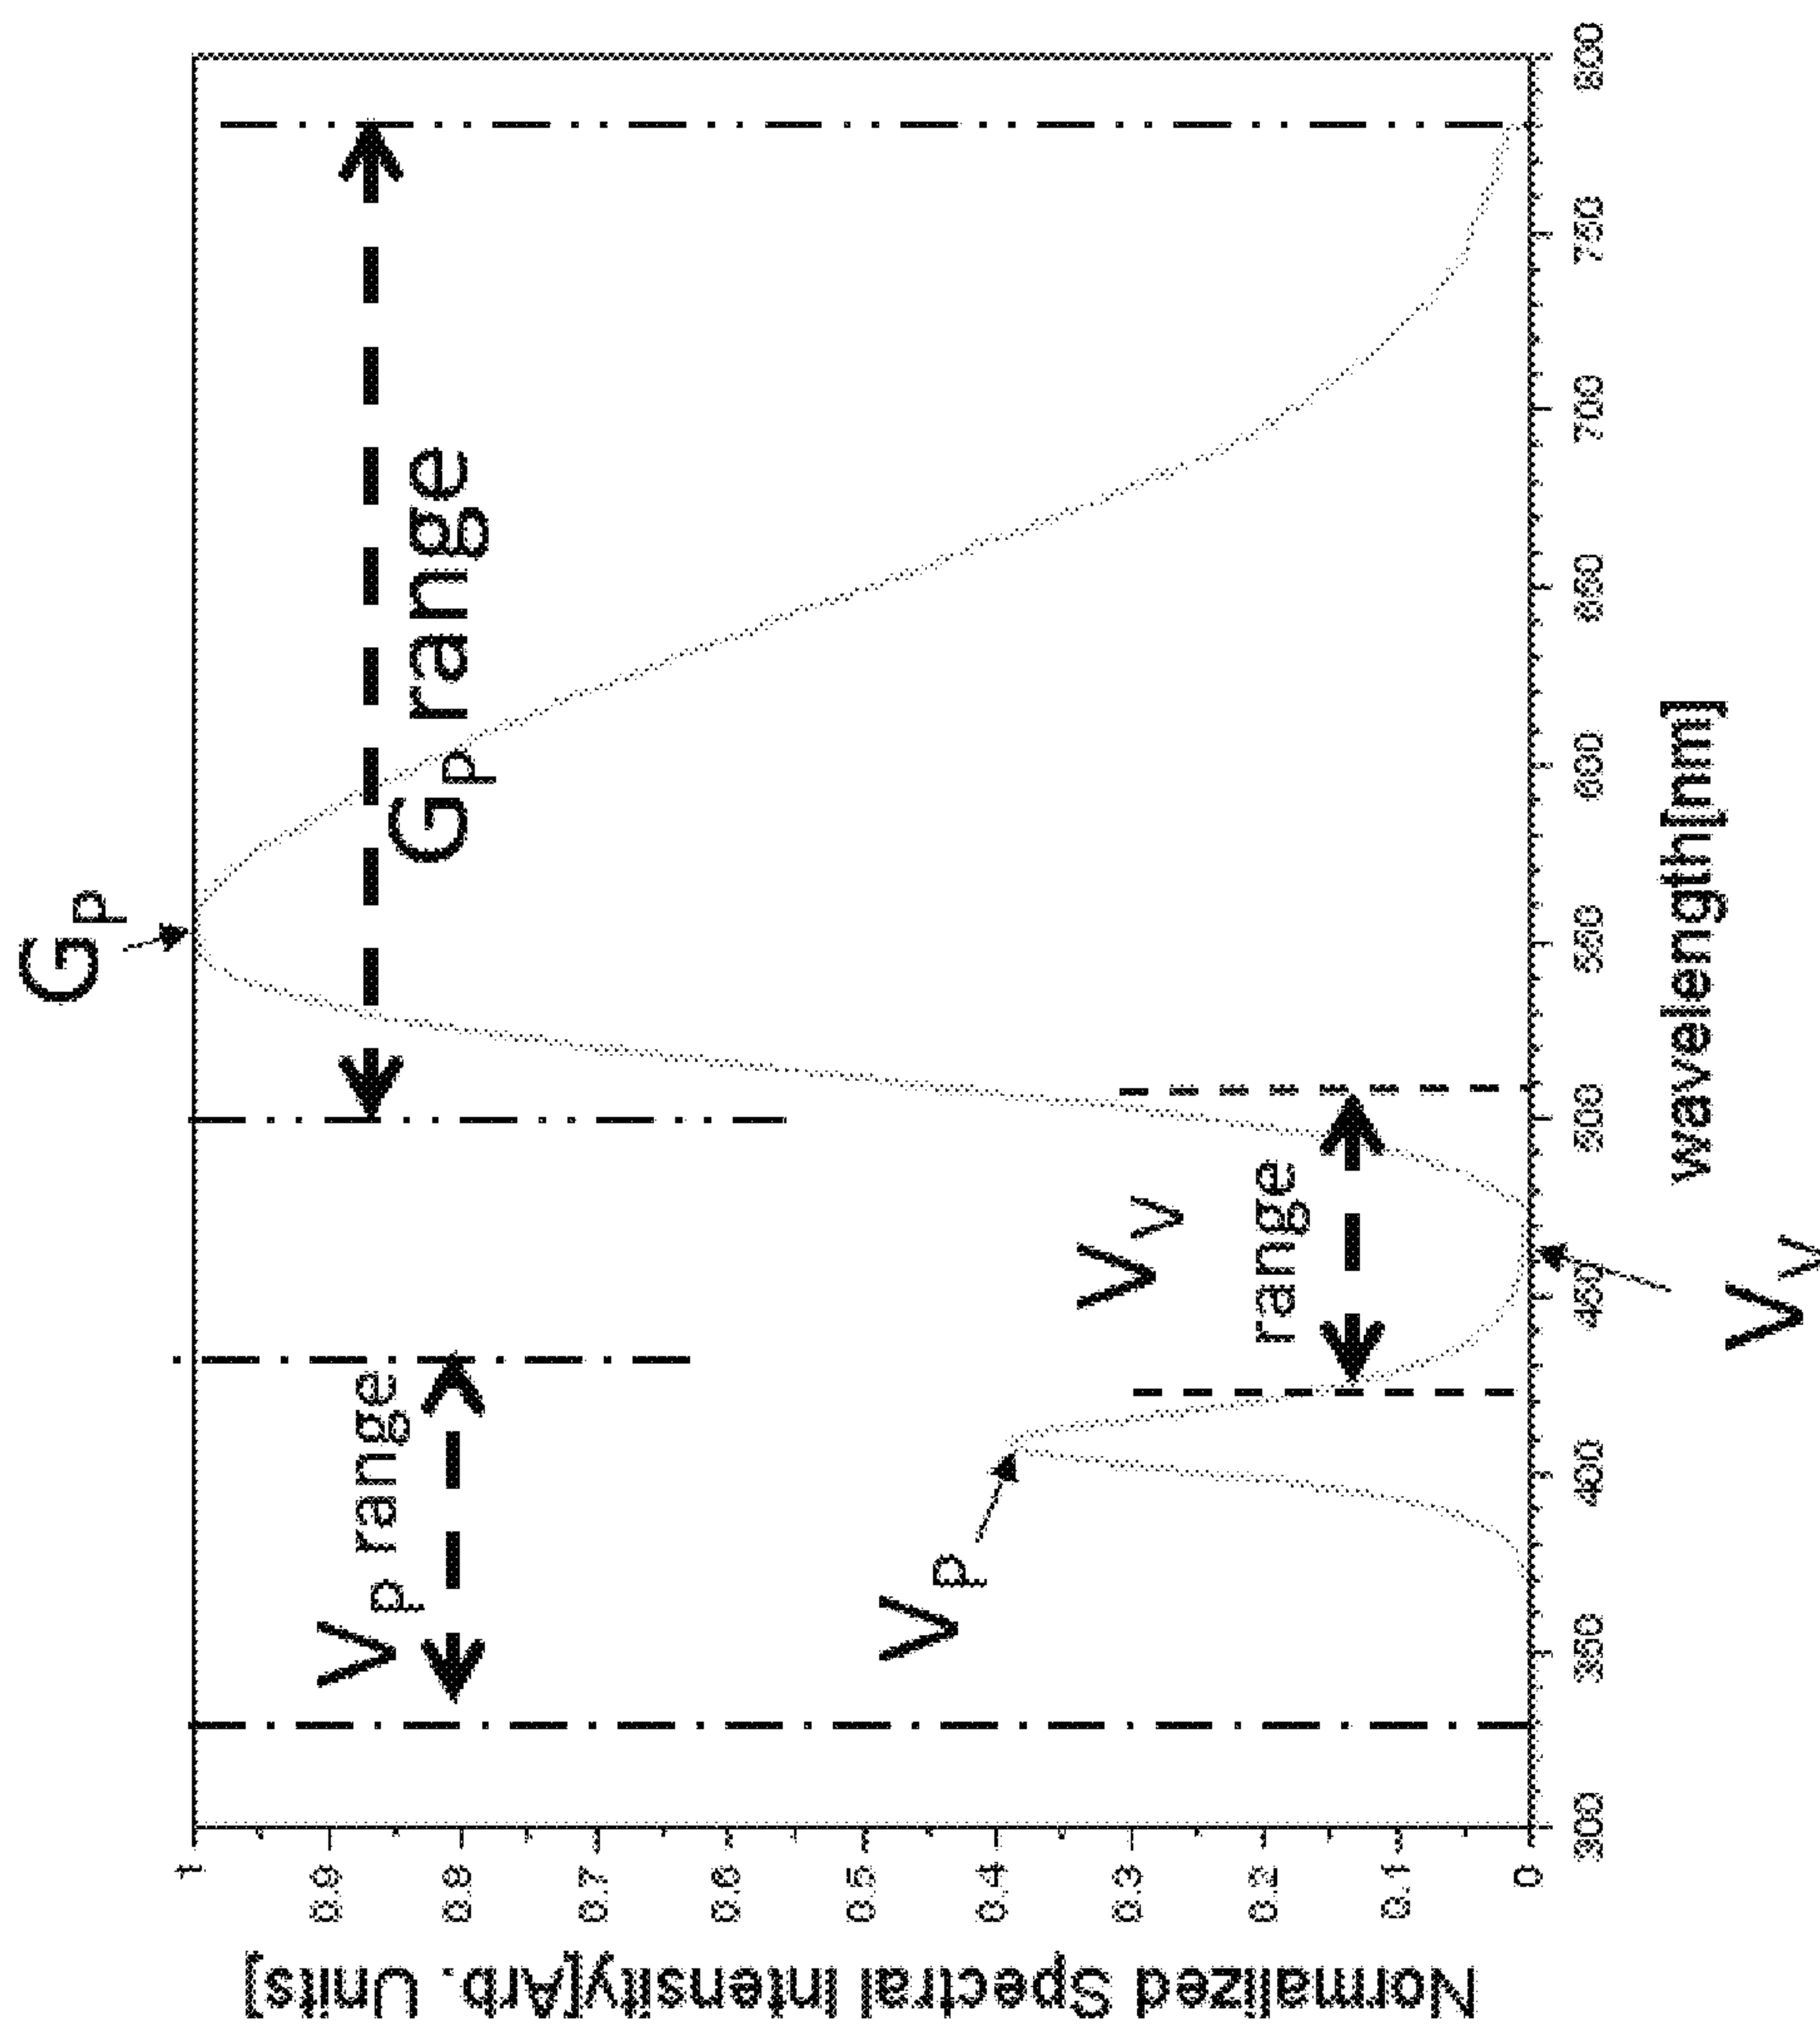 G_P
V_P range
G_P range
V_P
V_V
range
V_V
1
0.9
0.8
0.7
0.6
0.5
0.4
0.3
0.2
0.1
0
300
350
400
450
500
550
600
650
700
750
800
wavelength[nm]
Normalized Spectral Intensity[Arb. Units]